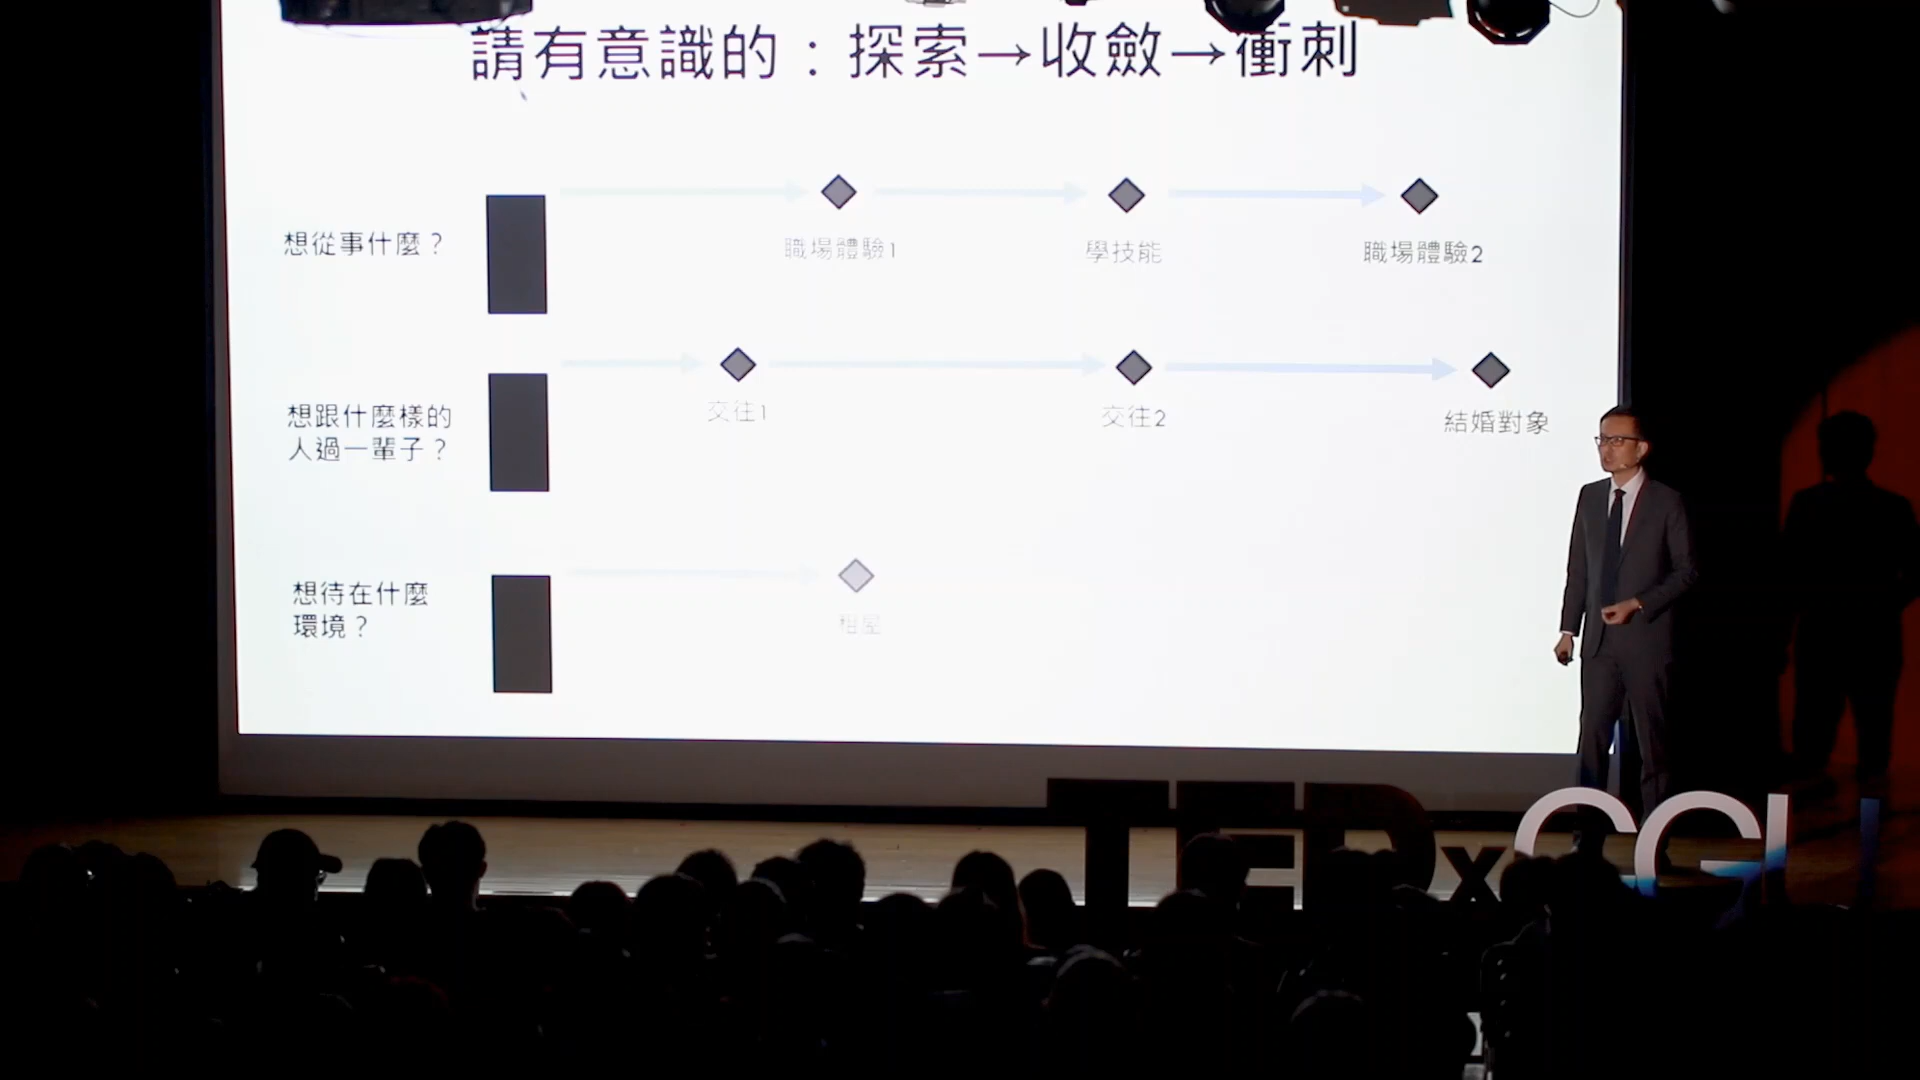 請有意識的：探索→收斂→衝刺
想從事什麼？
職場體驗1
學技能
職場體驗2
想跟什麼樣的
人過一輩子？
交往1
交往2
結婚對象
想待在什麼
環境？
租屋
TEDxCGU